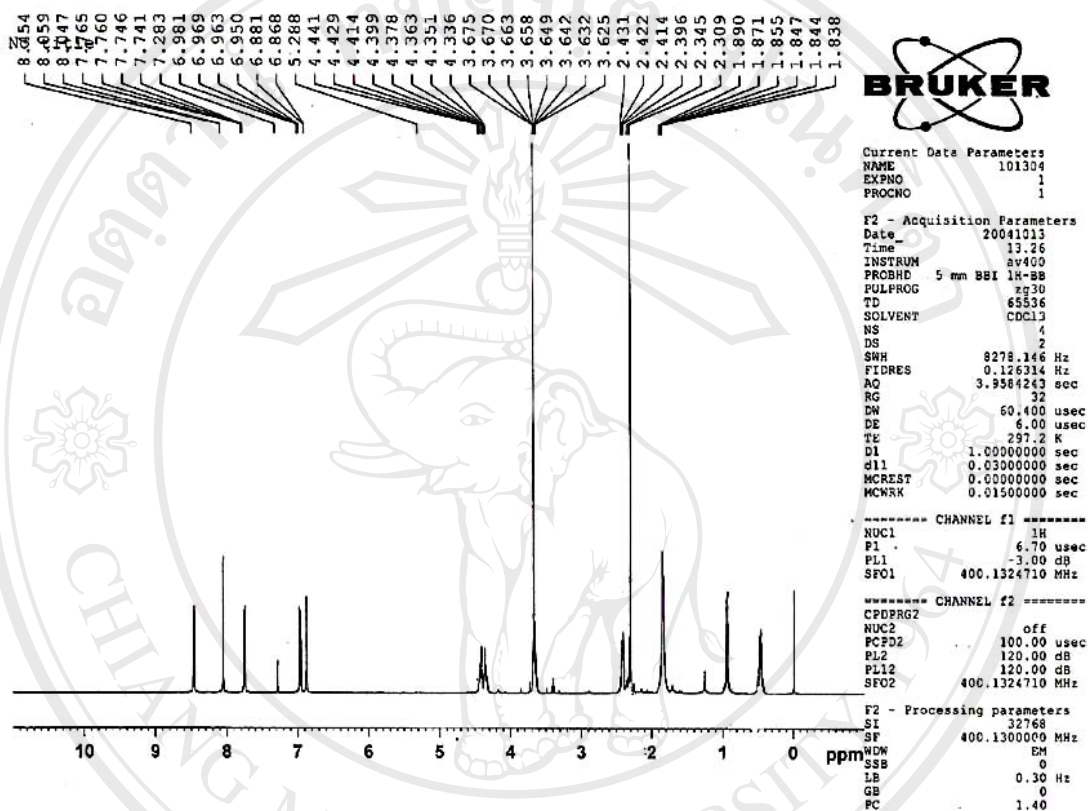 8.454
8.059
8.047
7.765
7.760
7.746
7.741
7.283
6.981
6.969
6.963
6.950
6.881
6.868
5.288
4.441
4.429
4.414
4.399
4.378
4.363
4.351
4.336
3.675
3.670
3.663
3.658
3.649
3.642
3.632
3.625
2.431
2.422
2.414
2.396
2.345
2.309
1.890
1.871
1.855
1.847
1.844
1.838
BRUKER
Current Data Parameters
NAME 101304
EXPNO 1
PROCNO 1
F2 - Acquisition Parameters
Date_ 20041013
Time 13.26
INSTRUM av400
PROBHD 5 mm BBI 1H-BB
PULPROG zg30
TD 65536
SOLVENT CDCl3
NS 4
DS 2
SWH 8278.146 Hz
FIDRES 0.126314 Hz
AQ 3.9584243 sec
RG 32
DW 60.400 usec
DE 6.00 usec
TE 297.2 K
D1 1.00000000 sec
d11 0.03000000 sec
MCREST 0.00000000 sec
MCWRK 0.01500000 sec
======== CHANNEL f1 ========
NUC1 1H
P1 6.70 usec
PL1 -3.00 dB
SFO1 400.1324710 MHz
======== CHANNEL f2 ========
CPDPRG2
NUC2 off
PCPD2 100.00 usec
PL2 120.00 dB
PL12 120.00 dB
SFO2 400.1324710 MHz
F2 - Processing parameters
SI 32768
SF 400.1300000 MHz
WDW EM
SSB 0
LB 0.30 Hz
GB 0
PC 1.40
10 9 8 7 6 5 4 3 2 1 0 ppm